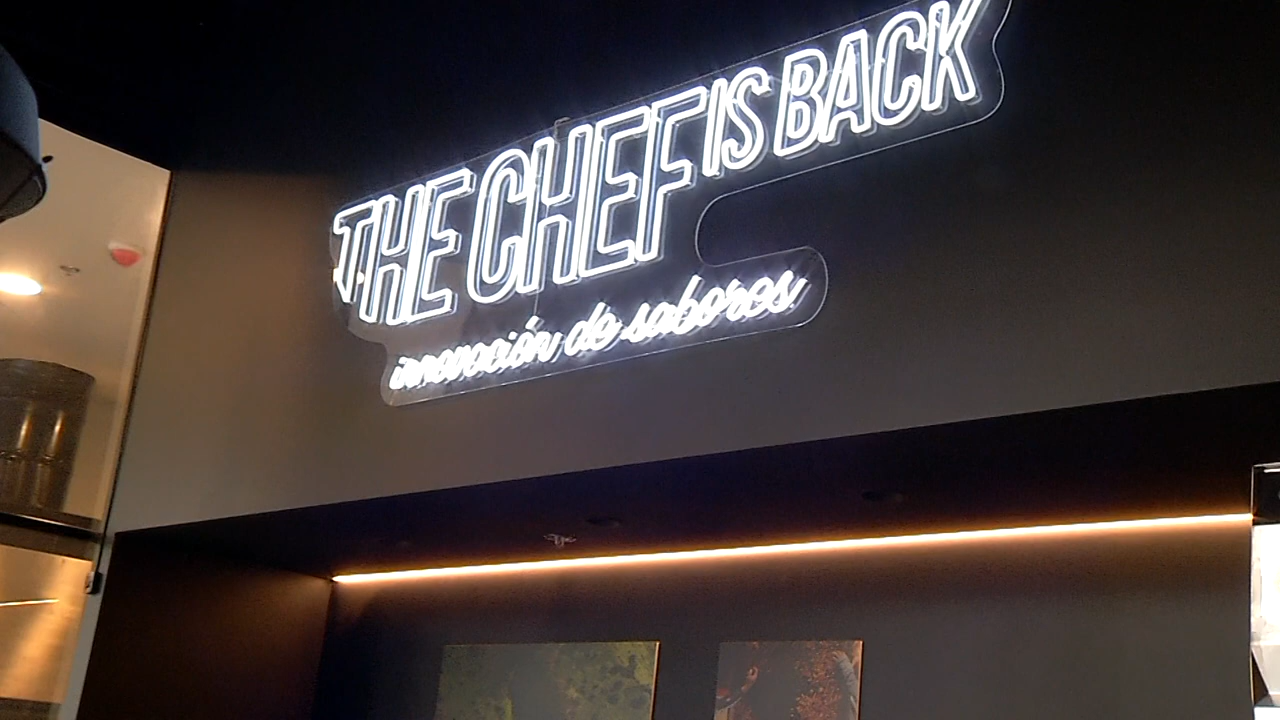 THE CHEF IS BACK
innovación de sabores